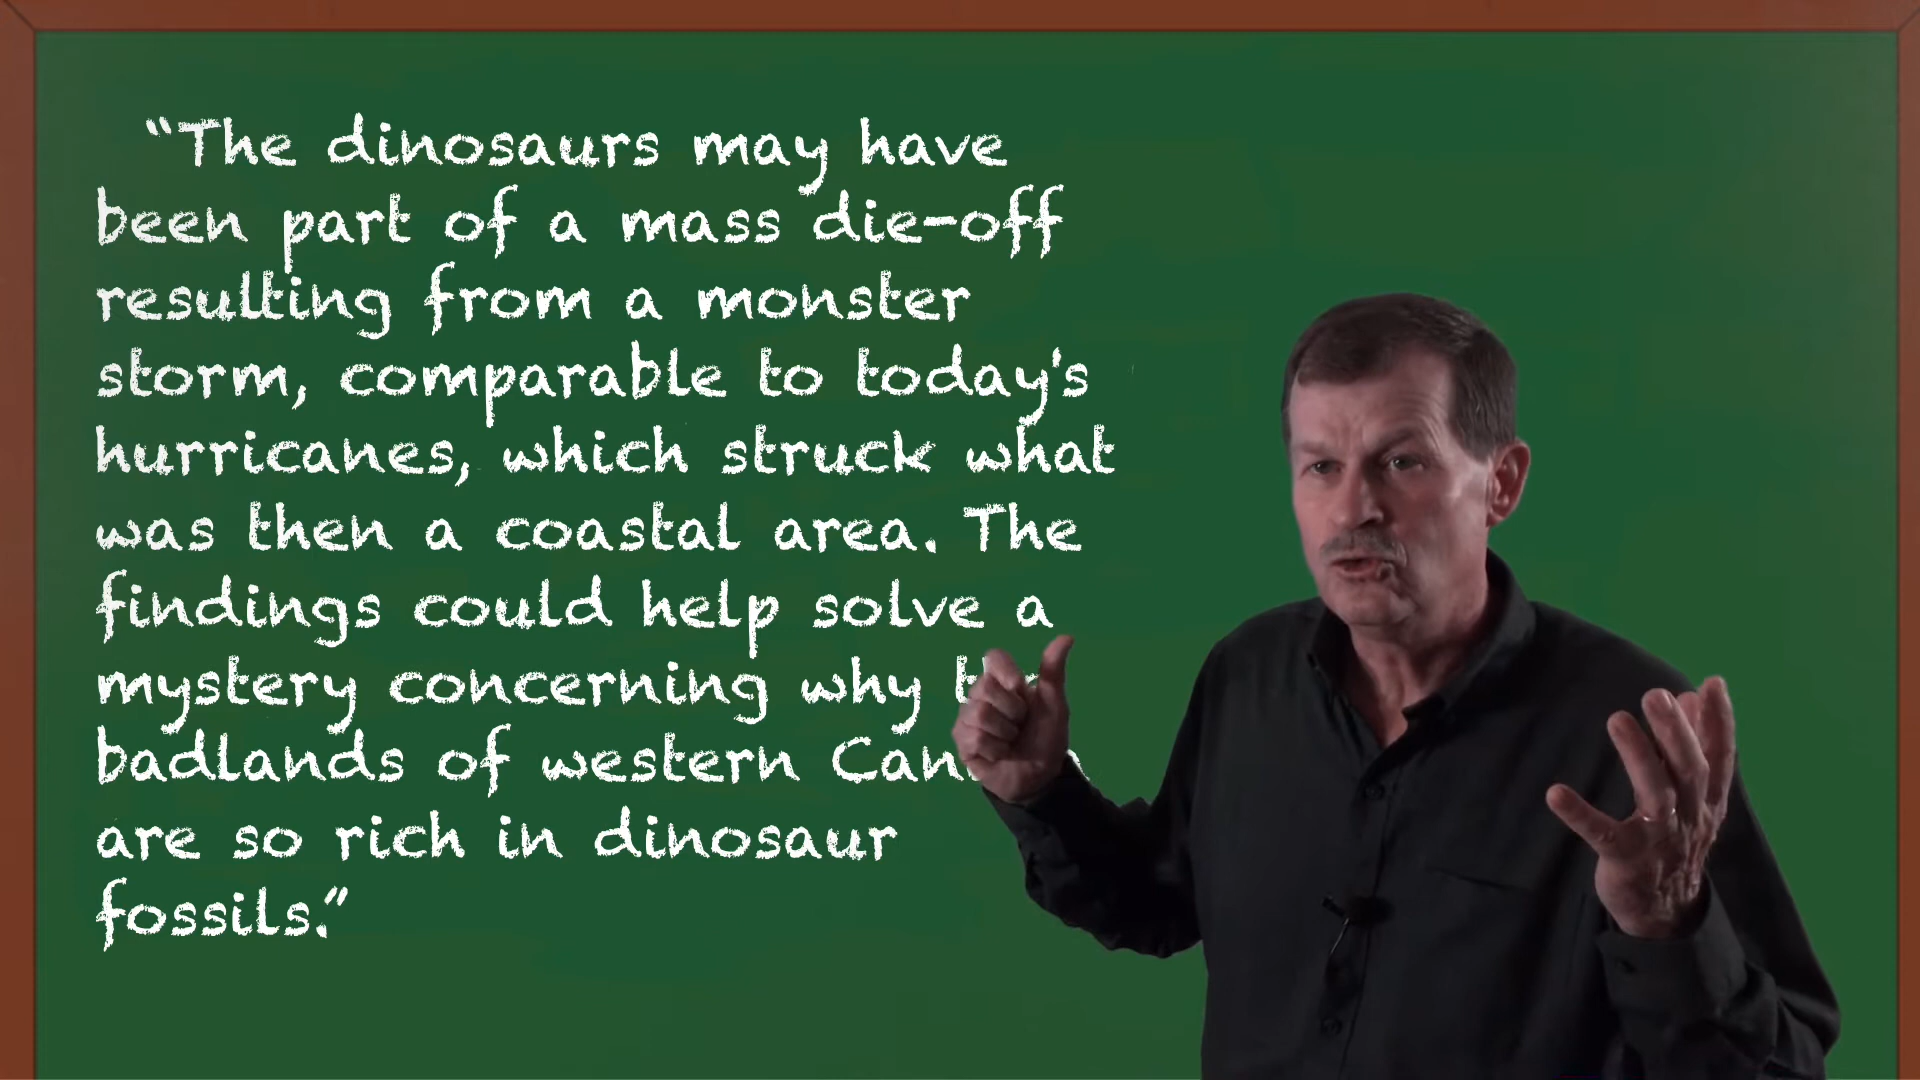 “The dinosaurs may have
been part of a mass die-off
resulting from a monster
storm, comparable to today's
hurricanes, which struck what
was then a coastal area. The
findings could help solve a
mystery concerning why
badlands of western
are so rich in dinosaur
fossils.”